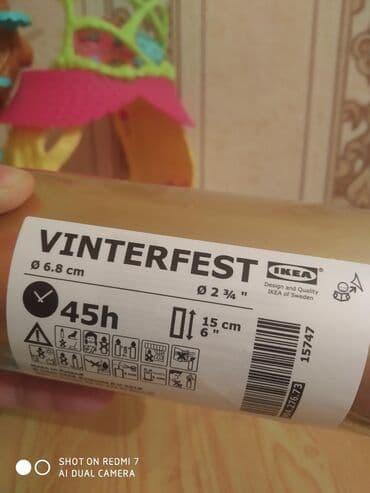 VINTERFEST
IKEA
Design and Quality
IKEA of Sweden
Ø 6.8 cm
Ø 2 ¾ "
45h
15 cm
6 "
15747
SHOT ON REDMI 7
AI DUAL CAMERA